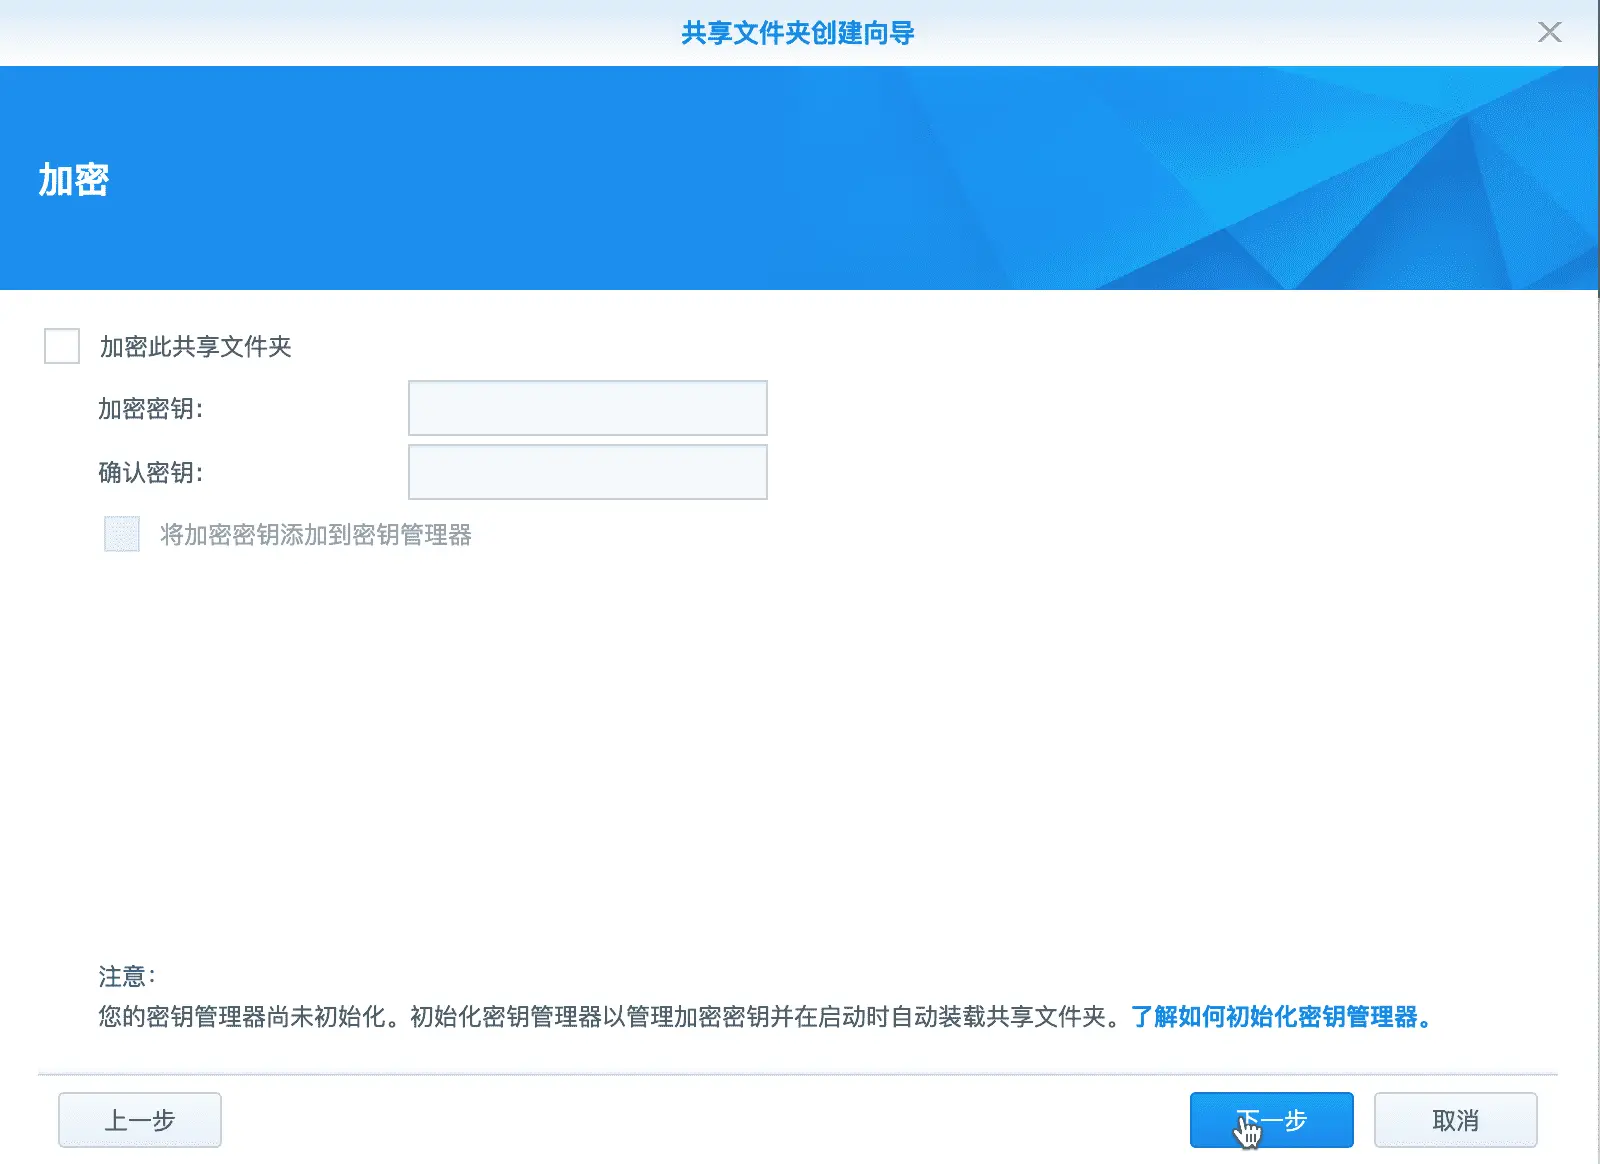 共享文件夹创建向导
加密
加密此共享文件夹
加密密钥：
确认密钥：
将加密密钥添加到密钥管理器
注意：
您的密钥管理器尚未初始化。初始化密钥管理器以管理加密密钥并在启动时自动装载共享文件夹。了解如何初始化密钥管理器。
上一步
下一步
取消